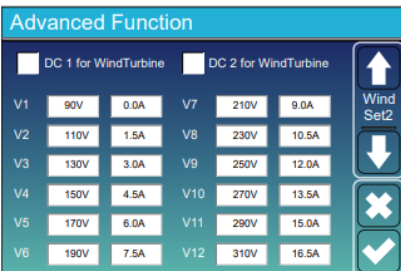 Advanced Function
DC 1 for WindTurbine DC 2 for WindTurbine
V1 90V 0.0A V7 210V 9.0A
V2 110V 1.5A V8 230V 10.5A
V3 130V 3.0A V9 250V 12.0A
V4 150V 4.5A V10 270V 13.5A
V5 170V 6.0A V11 290V 15.0A
V6 190V 7.5A V12 310V 16.5A
Wind
Set2